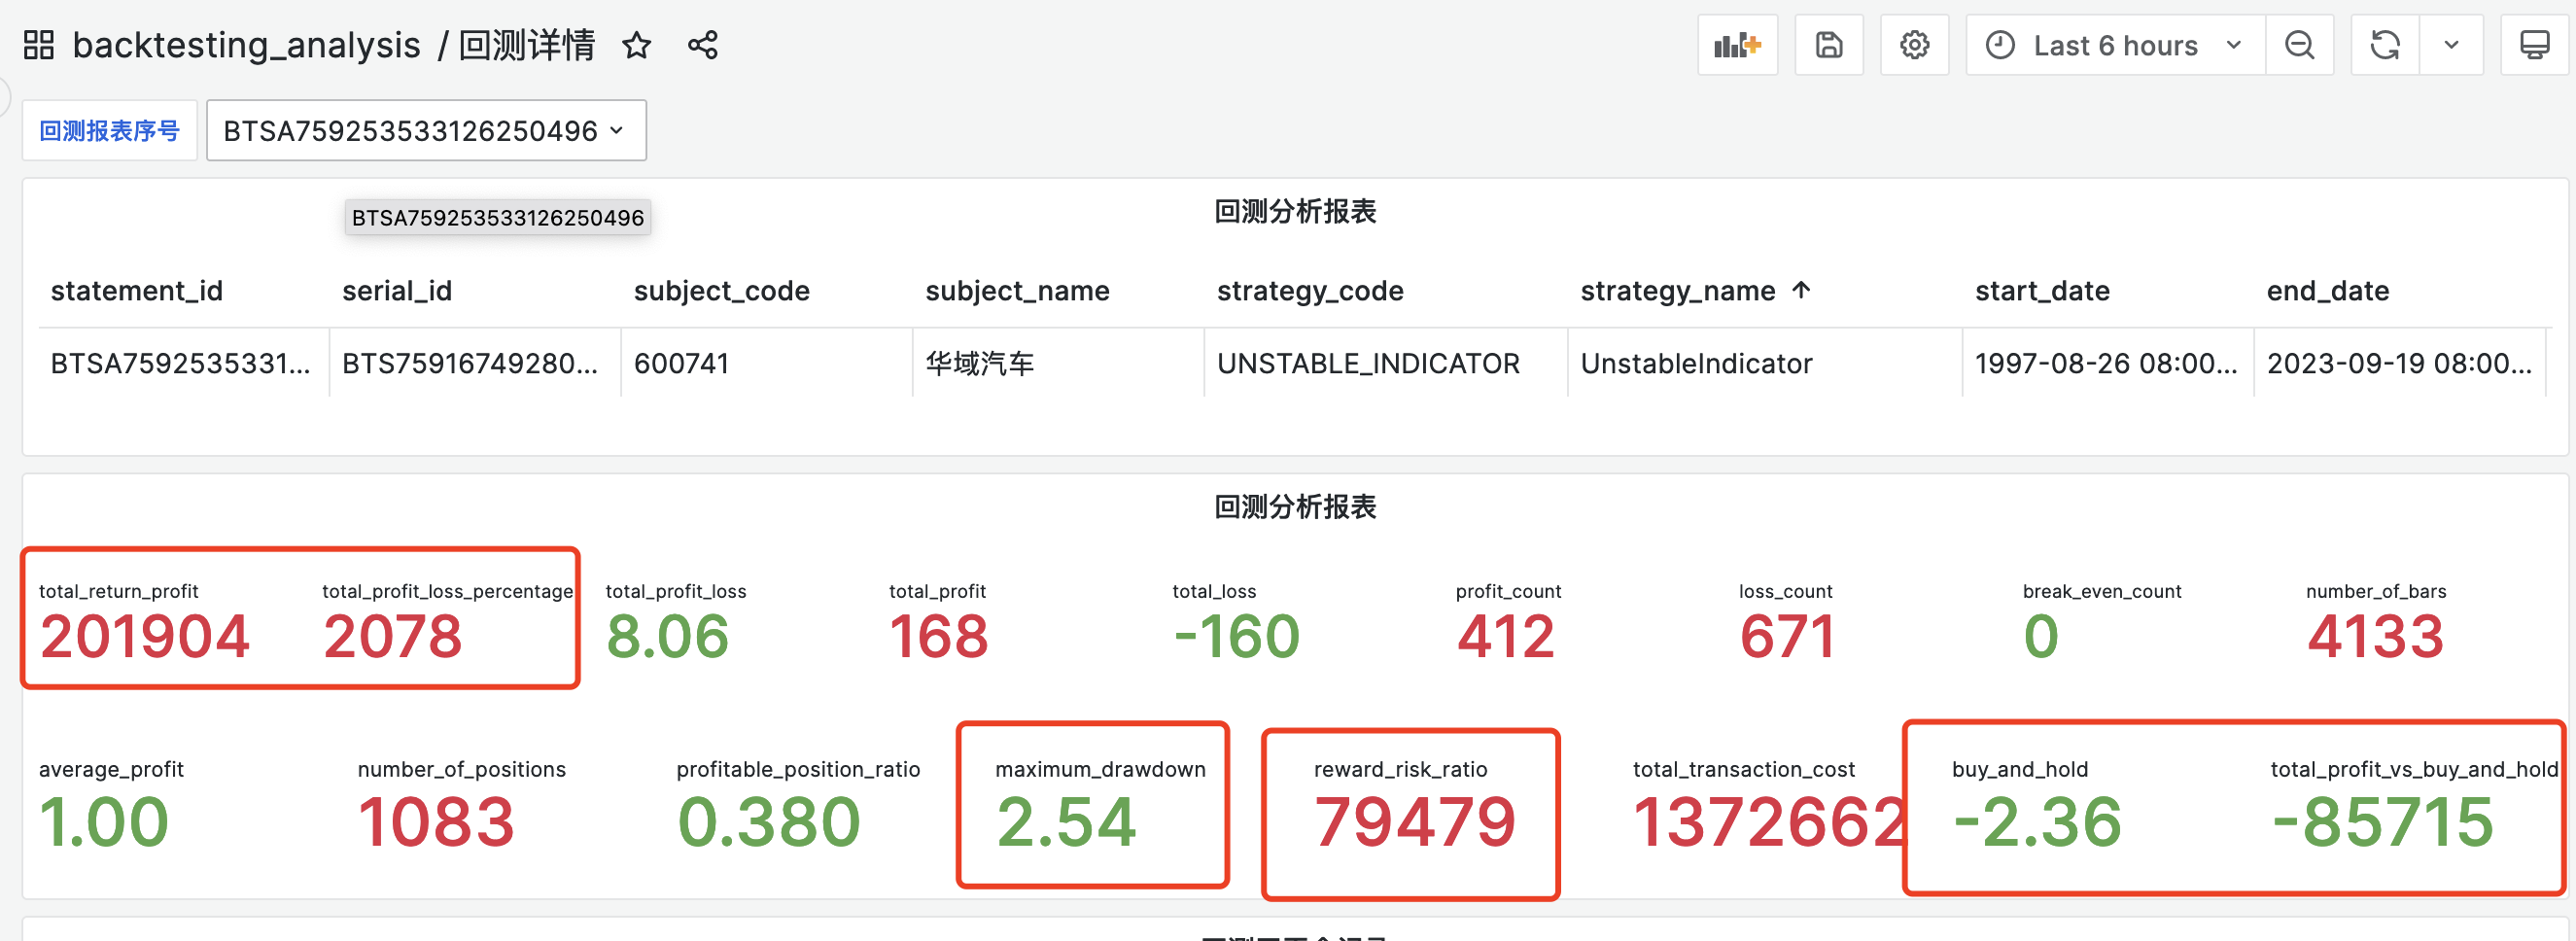 backtesting_analysis / 回测详情
Last 6 hours
回测报表序号 BTSA759253533126250496
BTSA759253533126250496
回测分析报表
statement_id serial_id subject_code subject_name strategy_code strategy_name start_date end_date
BTSA7592535331... BTS75916749280... 600741 华域汽车 UNSTABLE_INDICATOR UnstableIndicator 1997-08-26 08:00... 2023-09-19 08:00...
回测分析报表
total_return_profit total_profit_loss_percentage total_profit_loss total_profit total_loss profit_count loss_count break_even_count number_of_bars
201904 2078 8.06 168 -160 412 671 0 4133
average_profit number_of_positions profitable_position_ratio maximum_drawdown reward_risk_ratio total_transaction_cost buy_and_hold total_profit_vs_buy_and_hold
1.00 1083 0.380 2.54 79479 1372662 -2.36 -85715